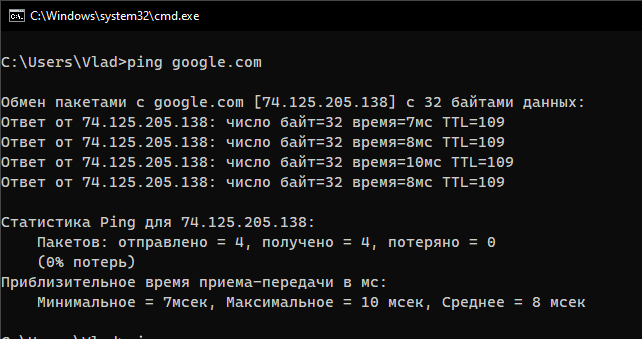 C:\Windows\system32\cmd.exe
C:\Users\Vlad>ping google.com
Обмен пакетами с google.com [74.125.205.138] с 32 байтами данных:
Ответ от 74.125.205.138: число байт=32 время=7мс TTL=109
Ответ от 74.125.205.138: число байт=32 время=8мс TTL=109
Ответ от 74.125.205.138: число байт=32 время=10мс TTL=109
Ответ от 74.125.205.138: число байт=32 время=8мс TTL=109
Статистика Ping для 74.125.205.138:
Пакетов: отправлено = 4, получено = 4, потеряно = 0
(0% потерь)
Приблизительное время приема-передачи в мс:
Минимальное = 7мсек, Максимальное = 10 мсек, Среднее = 8 мсек